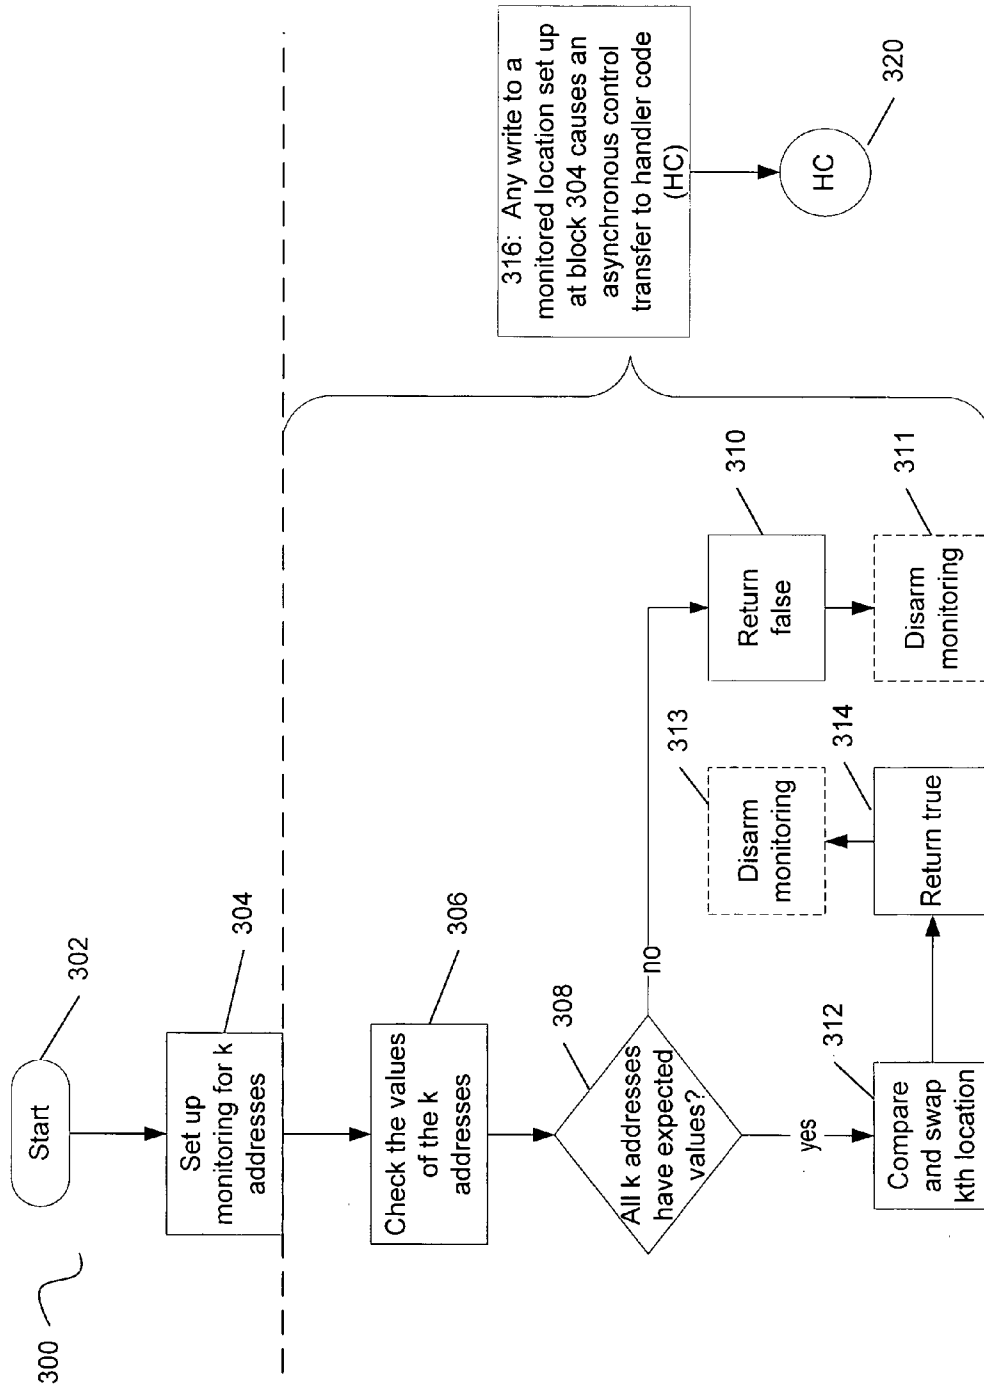 300
Start
302
Set up
monitoring for k
addresses
304
Check the values
of the k
addresses
306
All k addresses
have expected
values?
308
no
yes
Return
false
310
Disarm
monitoring
311
Compare
and swap
kth location
312
Return true
314
Disarm
monitoring
313
316: Any write to a
monitored location set up
at block 304 causes an
asynchronous control
transfer to handler code
(HC)
HC
320